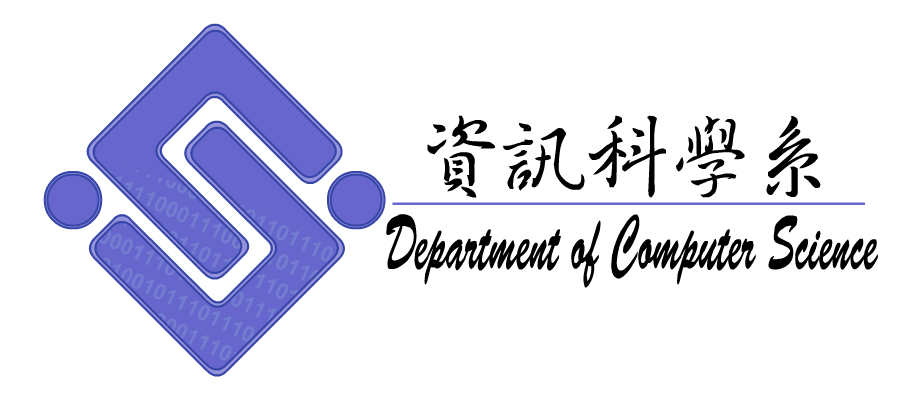 資訊科學系
Department of Computer Science